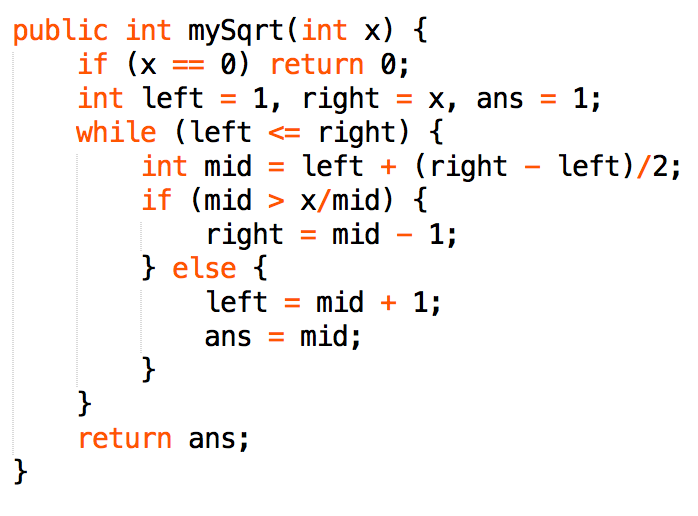 public int mySqrt(int x) {
    if (x == 0) return 0;
    int left = 1, right = x, ans = 1;
    while (left <= right) {
        int mid = left + (right - left)/2;
        if (mid > x/mid) {
            right = mid - 1;
        } else {
            left = mid + 1;
            ans = mid;
        }
    }
    return ans;
}